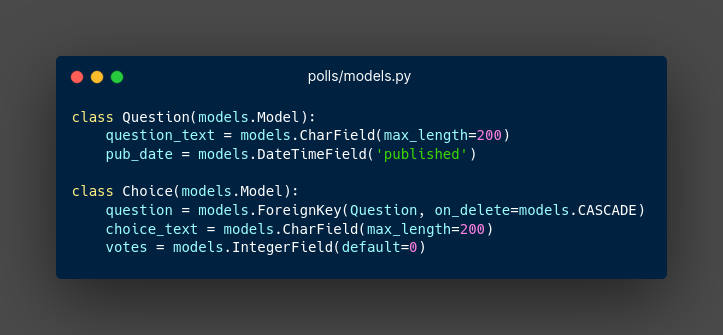 polls/models.py
class Question(models.Model):
    question_text = models.CharField(max_length=200)
    pub_date = models.DateTimeField('published')
class Choice(models.Model):
    question = models.ForeignKey(Question, on_delete=models.CASCADE)
    choice_text = models.CharField(max_length=200)
    votes = models.IntegerField(default=0)